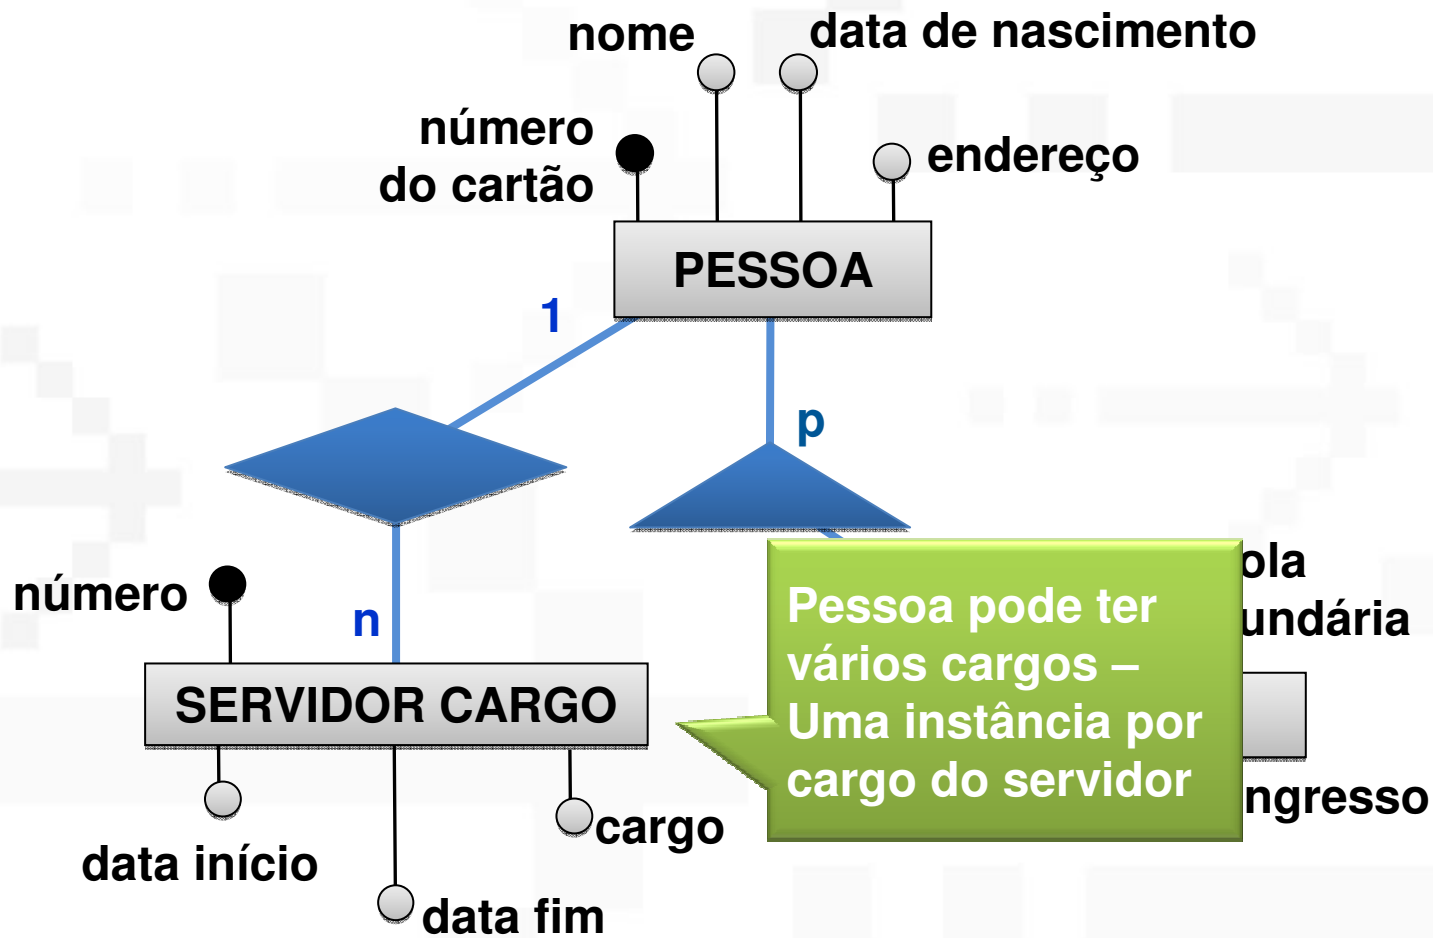 nome
data de nascimento
número
do cartão
endereço
PESSOA
1
p
número
n
SERVIDOR CARGO
Pessoa pode ter
vários cargos –
Uma instância por
cargo do servidor
ola
undária
ngresso
cargo
data início
data fim